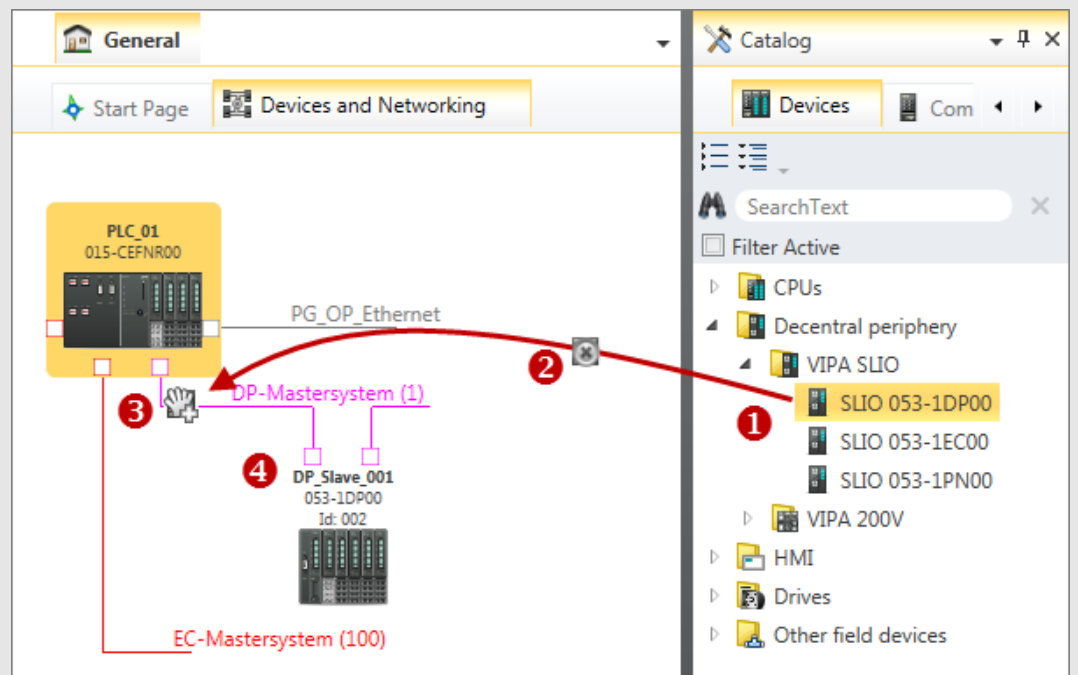 General
Start Page
Devices and Networking
PLC_01
015-CEFNR00
PG_OP_Ethernet
2
3
DP-Mastersystem (1)
4
DP_Slave_001
053-1DP00
Id: 002
EC-Mastersystem (100)
Catalog
Devices
Com
SearchText
Filter Active
CPUs
Decentral periphery
VIPA SLIO
1
SLIO 053-1DP00
SLIO 053-1EC00
SLIO 053-1PN00
VIPA 200V
HMI
Drives
Other field devices